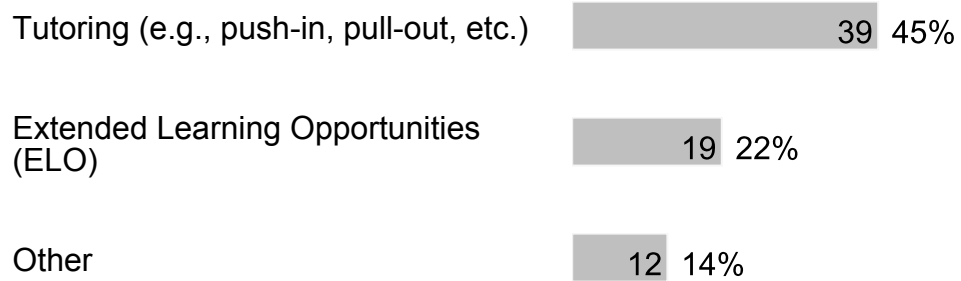 Tutoring (e.g., push-in, pull-out, etc.) 39 45%
Extended Learning Opportunities
(ELO) 19 22%
Other 12 14%